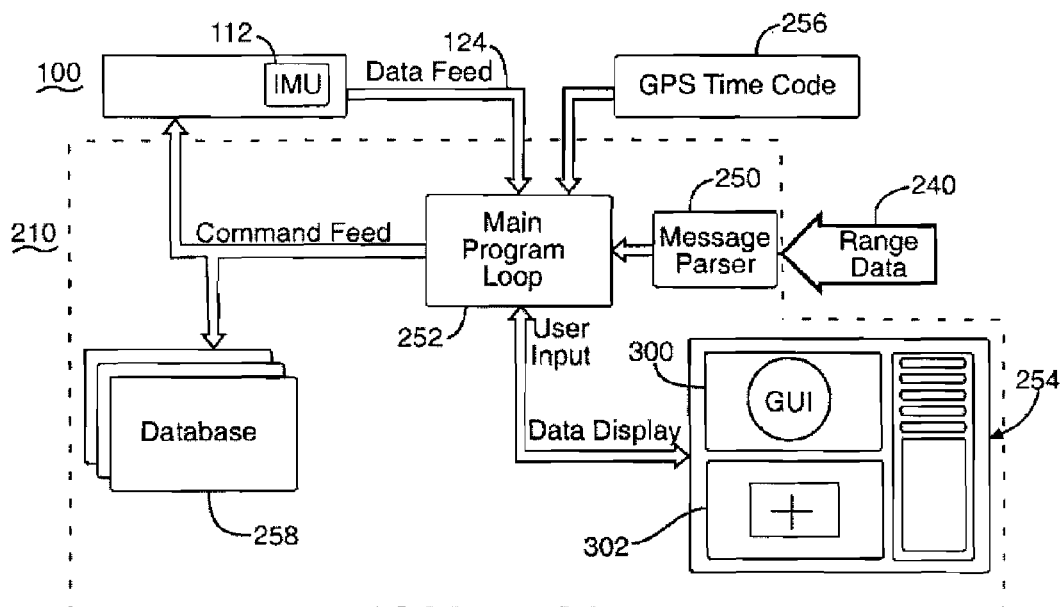 112
124
256
100
IMU
Data Feed
GPS Time Code
250
240
210
Command Feed
Main
Program
Loop
Message
Parser
Range
Data
252
User
Input
300
GUI
254
Database
Data Display
258
302